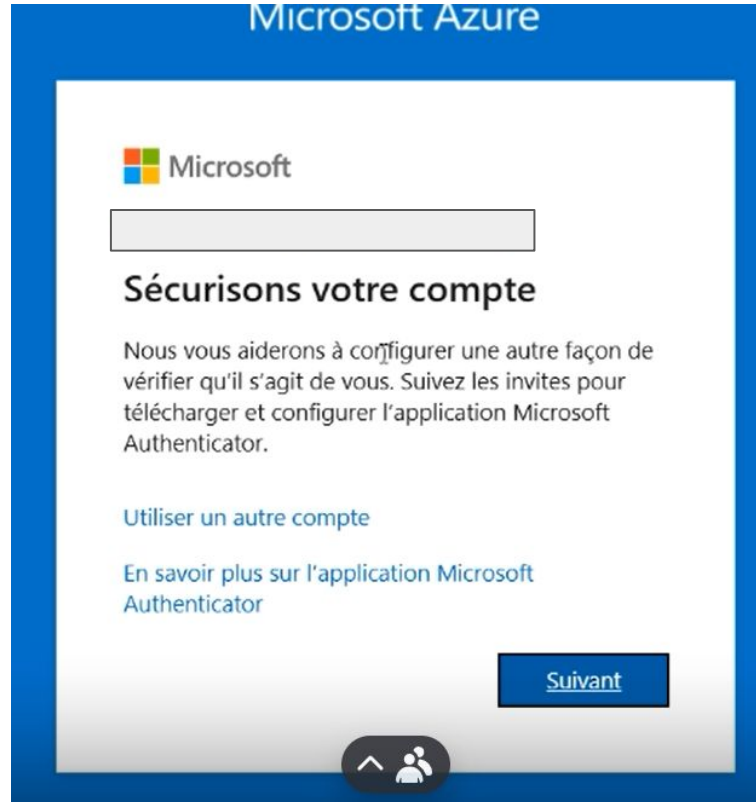 Microsoft Azure
Microsoft
Sécurisons votre compte
Nous vous aiderons à configurer une autre façon de
vérifier qu'il s'agit de vous. Suivez les invites pour
télécharger et configurer l'application Microsoft
Authenticator.
Utiliser un autre compte
En savoir plus sur l'application Microsoft
Authenticator
Suivant